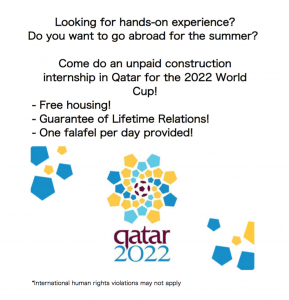 Looking for hands-on experience?
Do you want to go abroad for the summer?
Come do an unpaid construction
internship in Qatar for the 2022 World
Cup!
- Free housing!
- Guarantee of Lifetime Relations!
- One falafel per day provided!
qatar
2022
*International human rights violations may not apply